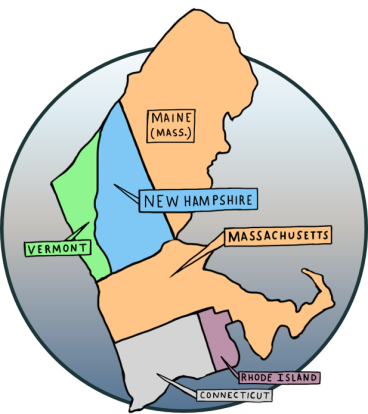 MAINE
(MASS.)
NEW HAMPSHIRE
MASSACHUSETTS
VERMONT
RHODE ISLAND
CONNECTICUT